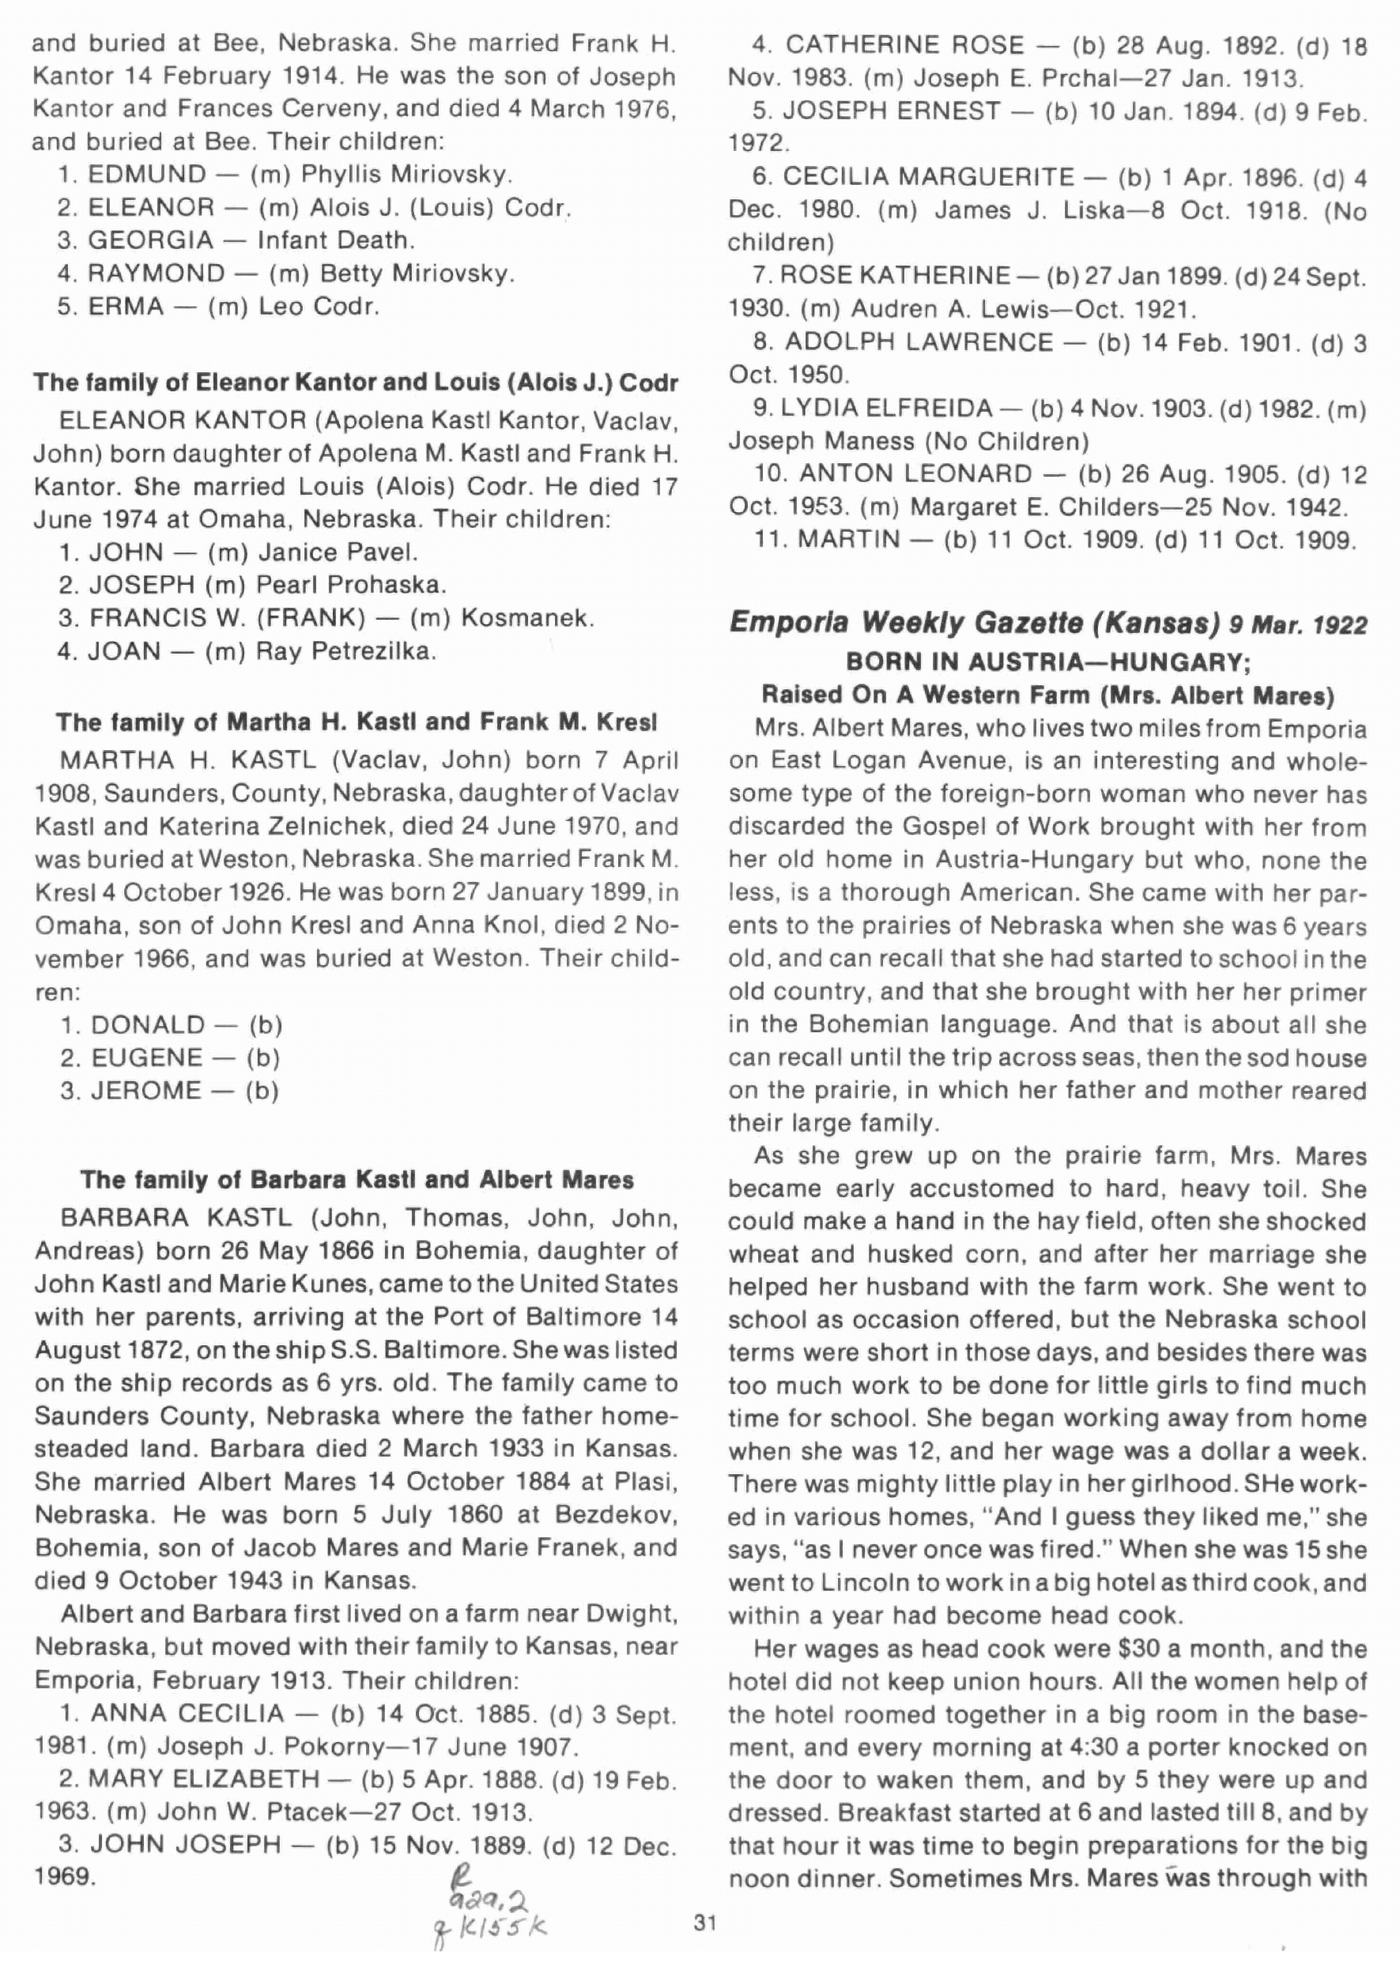 and buried at Bee, Nebraska. She married Frank H.
Kantor 14 February 1914. He was the son of Joseph
Kantor and Frances Cerveny, and died 4 March 1976,
and buried at Bee. Their children:
1. EDMUND — (m) Phyllis Miriovsky.
2. ELEANOR — (m) Alois J. (Louis) Codr.
3. GEORGIA — Infant Death.
4. RAYMOND — (m) Betty Miriovsky.
5. ERMA — (m) Leo Codr.
The family of Eleanor Kantor and Louis (Alois J.) Codr
ELEANOR KANTOR (Apolena Kastl Kantor, Vaclav,
John) born daughter of Apolena M. Kastl and Frank H.
Kantor. She married Louis (Alois) Codr. He died 17
June 1974 at Omaha, Nebraska. Their children:
1. JOHN — (m) Janice Pavel.
2. JOSEPH (m) Pearl Prohaska.
3. FRANCIS W. (FRANK) — (m) Kosmanek.
4. JOAN — (m) Ray Petrezilka.
The family of Martha H. Kastl and Frank M. Kresl
MARTHA H. KASTL (Vaclav, John) born 7 April
1908, Saunders, County, Nebraska, daughter of Vaclav
Kastl and Katerina Zelnichek, died 24 June 1970, and
was buried at Weston, Nebraska. She married Frank M.
Kresl 4 October 1926. He was born 27 January 1899, in
Omaha, son of John Kresl and Anna Knol, died 2 No-
vember 1966, and was buried at Weston. Their child-
ren:
1. DONALD — (b)
2. EUGENE — (b)
3. JEROME — (b)
The family of Barbara Kastl and Albert Mares
BARBARA KASTL (John, Thomas, John, John,
Andreas) born 26 May 1866 in Bohemia, daughter of
John Kastl and Marie Kunes, came to the United States
with her parents, arriving at the Port of Baltimore 14
August 1872, on the ship S.S. Baltimore. She was listed
on the ship records as 6 yrs. old. The family came to
Saunders County, Nebraska where the father home-
steaded land. Barbara died 2 March 1933 in Kansas.
She married Albert Mares 14 October 1884 at Plasi,
Nebraska. He was born 5 July 1860 at Bezdekov,
Bohemia, son of Jacob Mares and Marie Franek, and
died 9 October 1943 in Kansas.
Albert and Barbara first lived on a farm near Dwight,
Nebraska, but moved with their family to Kansas, near
Emporia, February 1913. Their children:
1. ANNA CECILIA — (b) 14 Oct. 1885. (d) 3 Sept.
1981. (m) Joseph J. Pokorny—17 June 1907.
2. MARY ELIZABETH — (b) 5 Apr. 1888. (d) 19 Feb.
1963. (m) John W. Ptacek—27 Oct. 1913.
3. JOHN JOSEPH — (b) 15 Nov. 1889. (d) 12 Dec.
1969.
R
929.2
q K155k
4. CATHERINE ROSE — (b) 28 Aug. 1892. (d) 18
Nov. 1983. (m) Joseph E. Prchal—27 Jan. 1913.
5. JOSEPH ERNEST — (b) 10 Jan. 1894. (d) 9 Feb.
1972.
6. CECILIA MARGUERITE — (b) 1 Apr. 1896. (d) 4
Dec. 1980. (m) James J. Liska—8 Oct. 1918. (No
children)
7. ROSE KATHERINE — (b) 27 Jan 1899. (d) 24 Sept.
1930. (m) Audren A. Lewis—Oct. 1921.
8. ADOLPH LAWRENCE — (b) 14 Feb. 1901. (d) 3
Oct. 1950.
9. LYDIA ELFREIDA — (b) 4 Nov. 1903. (d) 1982. (m)
Joseph Maness (No Children)
10. ANTON LEONARD — (b) 26 Aug. 1905. (d) 12
Oct. 1953. (m) Margaret E. Childers—25 Nov. 1942.
11. MARTIN — (b) 11 Oct. 1909. (d) 11 Oct. 1909.
Emporia Weekly Gazette (Kansas) 9 Mar. 1922
BORN IN AUSTRIA—HUNGARY;
Raised On A Western Farm (Mrs. Albert Mares)
Mrs. Albert Mares, who lives two miles from Emporia
on East Logan Avenue, is an interesting and whole-
some type of the foreign-born woman who never has
discarded the Gospel of Work brought with her from
her old home in Austria-Hungary but who, none the
less, is a thorough American. She came with her par-
ents to the prairies of Nebraska when she was 6 years
old, and can recall that she had started to school in the
old country, and that she brought with her her primer
in the Bohemian language. And that is about all she
can recall until the trip across seas, then the sod house
on the prairie, in which her father and mother reared
their large family.
As she grew up on the prairie farm, Mrs. Mares
became early accustomed to hard, heavy toil. She
could make a hand in the hay field, often she shocked
wheat and husked corn, and after her marriage she
helped her husband with the farm work. She went to
school as occasion offered, but the Nebraska school
terms were short in those days, and besides there was
too much work to be done for little girls to find much
time for school. She began working away from home
when she was 12, and her wage was a dollar a week.
There was mighty little play in her girlhood. SHe work-
ed in various homes, "And I guess they liked me," she
says, "as I never once was fired." When she was 15 she
went to Lincoln to work in a big hotel as third cook, and
within a year had become head cook.
Her wages as head cook were $30 a month, and the
hotel did not keep union hours. All the women help of
the hotel roomed together in a big room in the base-
ment, and every morning at 4:30 a porter knocked on
the door to waken them, and by 5 they were up and
dressed. Breakfast started at 6 and lasted till 8, and by
that hour it was time to begin preparations for the big
noon dinner. Sometimes Mrs. Mares was through with
31